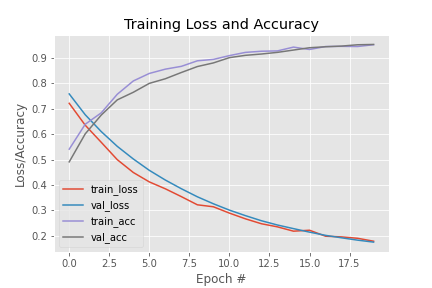 Training Loss and Accuracy
Loss/Accuracy
0.9
0.8
0.7
0.6
0.5
0.4
0.3
0.2
train_loss
val_loss
train_acc
val_acc
0.0 2.5 5.0 7.5 10.0 12.5 15.0 17.5
Epoch #